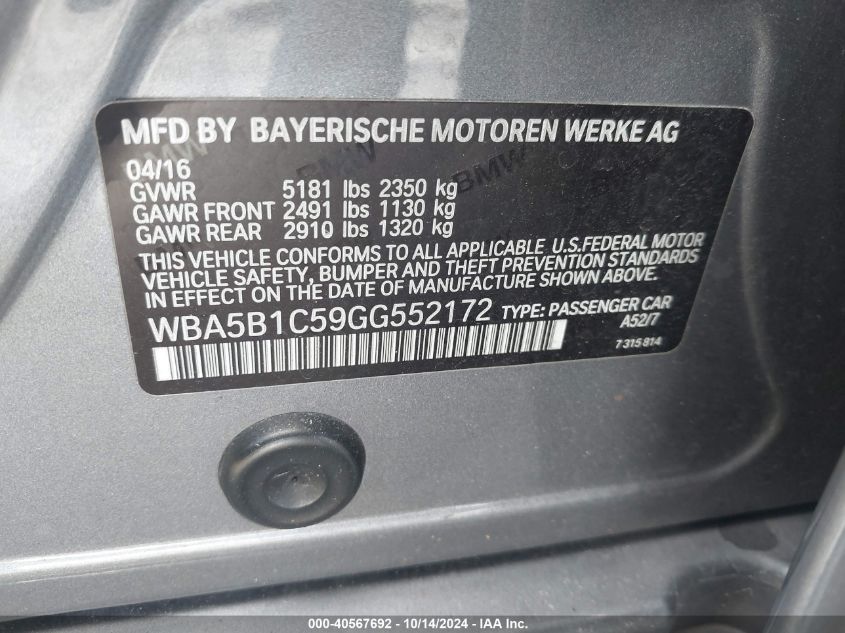 MFD BY BAYERISCHE MOTOREN WERKE AG
04/16
GVWR 5181 lbs 2350 kg
GAWR FRONT 2491 lbs 1130 kg
GAWR REAR 2910 lbs 1320 kg
THIS VEHICLE CONFORMS TO ALL APPLICABLE U.S.FEDERAL MOTOR
VEHICLE SAFETY, BUMPER AND THEFT PREVENTION STANDARDS
IN EFFECT ON THE DATE OF MANUFACTURE SHOWN ABOVE.
WBA5B1C59GG552172 TYPE: PASSENGER CAR
A52/7
7 315 814
BMW
BMW
BMW
000-40567692 - 10/14/2024 - IAA Inc.